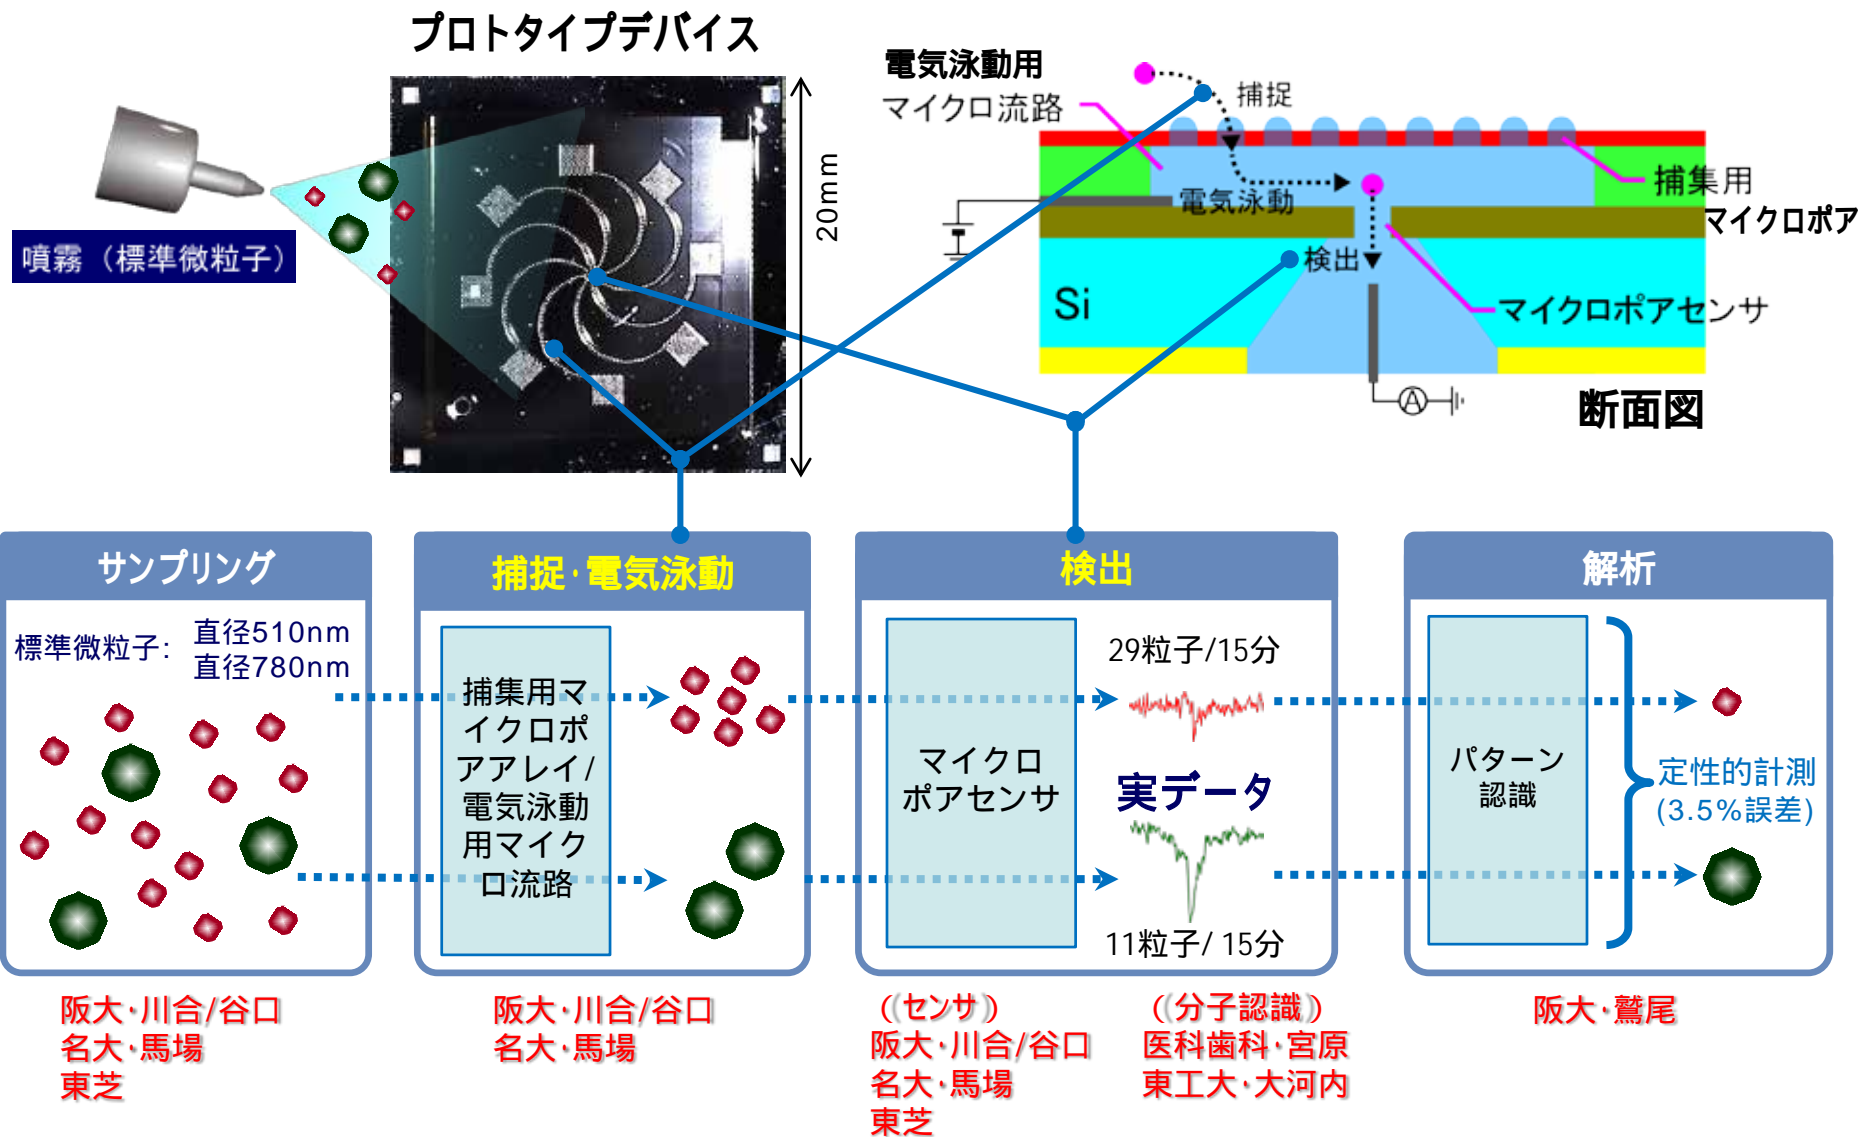 プロトタイプデバイス
20mm
噴霧（標準微粒子）
電気泳動用
マイクロ流路
捕捉
電気泳動
捕集用
マイクロポア
検出
Si
マイクロポアセンサ
A
断面図
サンプリング
標準微粒子:
直径510nm
直径780nm
阪大・川合/谷口
名大・馬場
東芝
捕捉・電気泳動
捕集用マ
イクロポ
アアレイ/
電気泳動
用マイク
ロ流路
阪大・川合/谷口
名大・馬場
検出
マイクロ
ポアセンサ
29粒子/15分
実データ
11粒子/ 15分
（センサ）
阪大・川合/谷口
名大・馬場
東芝
（分子認識）
医科歯科・宮原
東工大・大河内
解析
パターン
認識
定性的計測
(3.5%誤差)
阪大・鷲尾